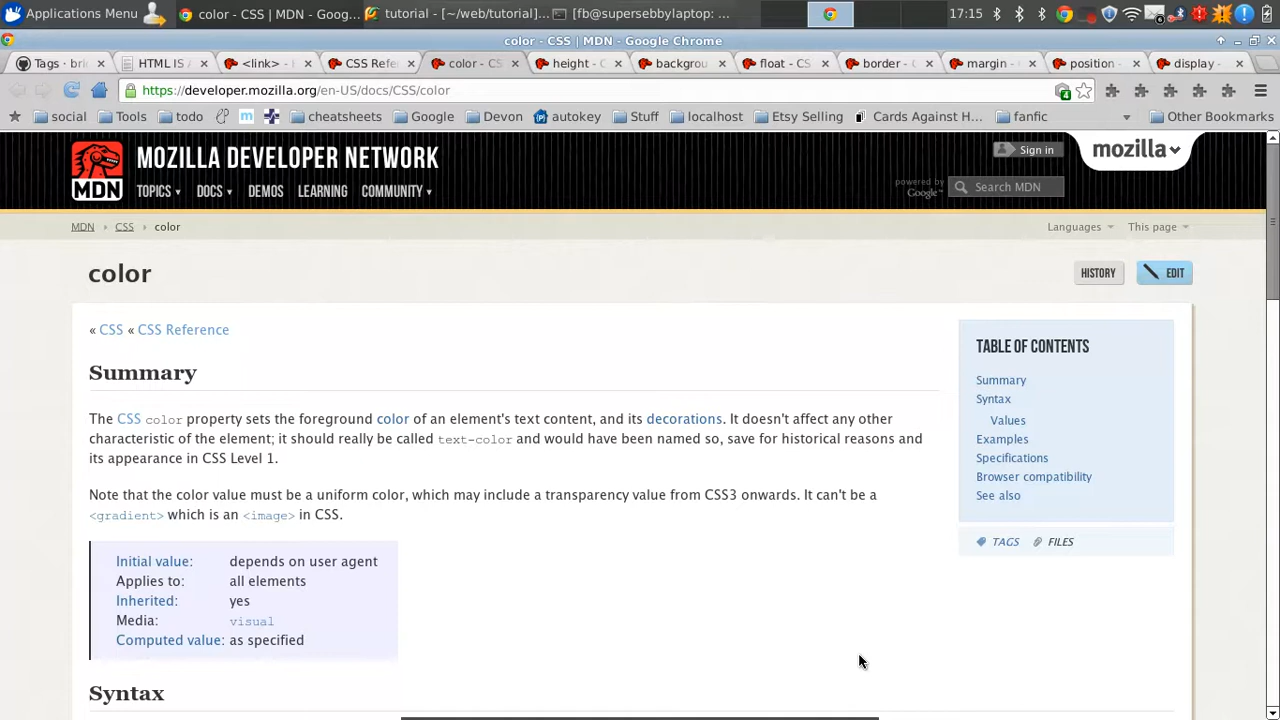 Applications Menu
color - CSS | MDN - Goog...
tutorial - [~/web/tutorial]...
[fb@supersebbylaptop: ...
17:15
color - CSS | MDN - Google Chrome
Tags · bri
HTML IS
<link> -
CSS Refe
color - CS
height - C
backgrou
float - CS
border -
margin -
position -
display -
https://developer.mozilla.org/en-US/docs/CSS/color
4
social
Tools
todo
m
cheatsheets
Google
Devon
autokey
Stuff
localhost
Etsy Selling
Cards Against H...
fanfic
Other Bookmarks
MDN
MOZILLA DEVELOPER NETWORK
Sign in
mozilla
TOPICS
DOCS
DEMOS
LEARNING
COMMUNITY
powered by
Google™
Search MDN
MDN
CSS
color
Languages
This page
color
HISTORY
EDIT
« CSS « CSS Reference
TABLE OF CONTENTS
Summary
Syntax
Values
Examples
Specifications
Browser compatibility
See also
TAGS
FILES
Summary
The CSS color property sets the foreground color of an element's text content, and its decorations. It doesn't affect any other
characteristic of the element; it should really be called text-color and would have been named so, save for historical reasons and
its appearance in CSS Level 1.
Note that the color value must be a uniform color, which may include a transparency value from CSS3 onwards. It can't be a
<gradient> which is an <image> in CSS.
Initial value: depends on user agent
Applies to: all elements
Inherited: yes
Media: visual
Computed value: as specified
Syntax